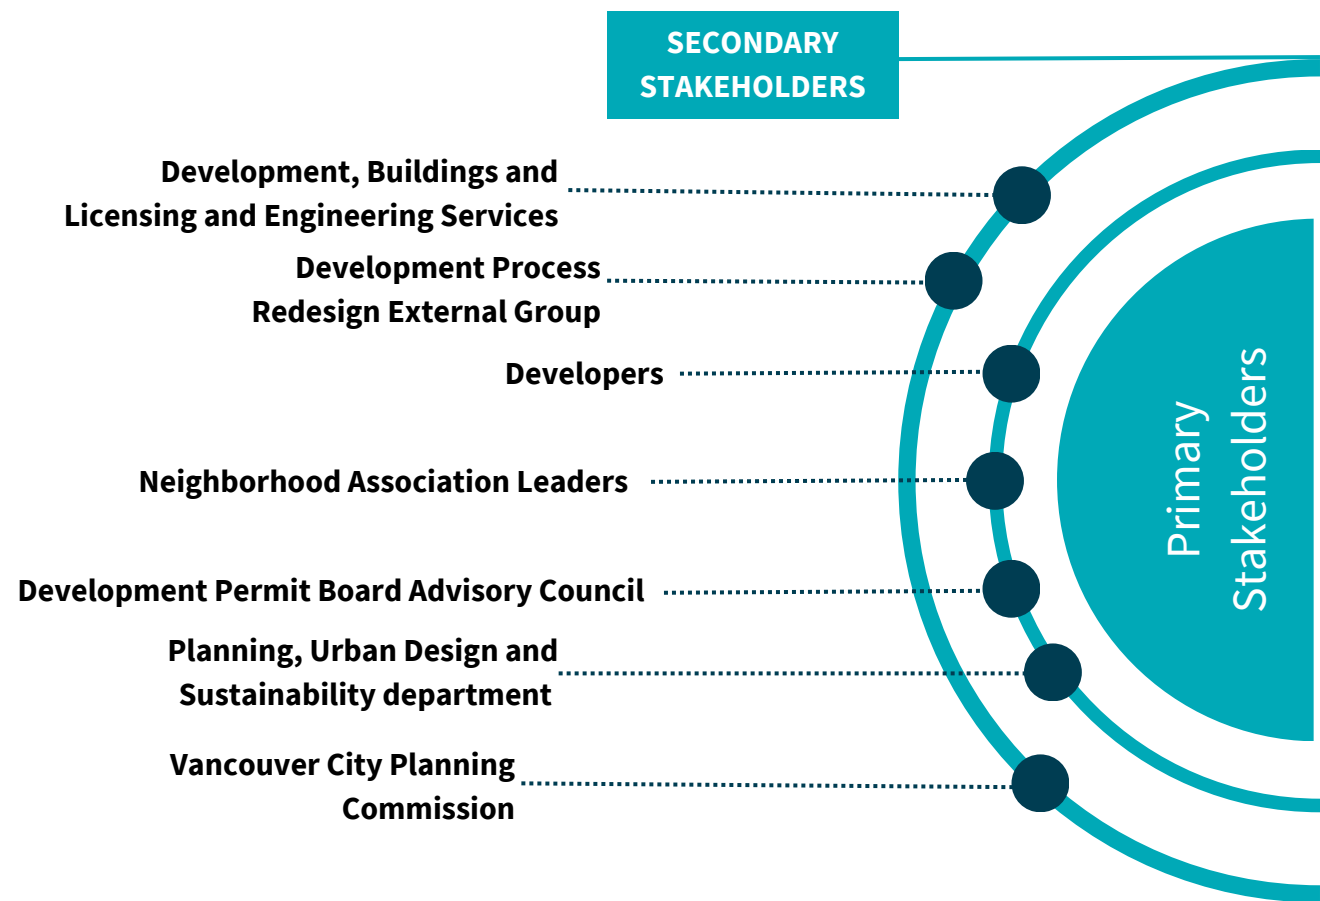 SECONDARY
STAKEHOLDERS
Development, Buildings and
Licensing and Engineering Services
Development Process
Redesign External Group
Developers
Neighborhood Association Leaders
Development Permit Board Advisory Council
Planning, Urban Design and
Sustainability department
Vancouver City Planning
Commission
Primary
Stakeholders